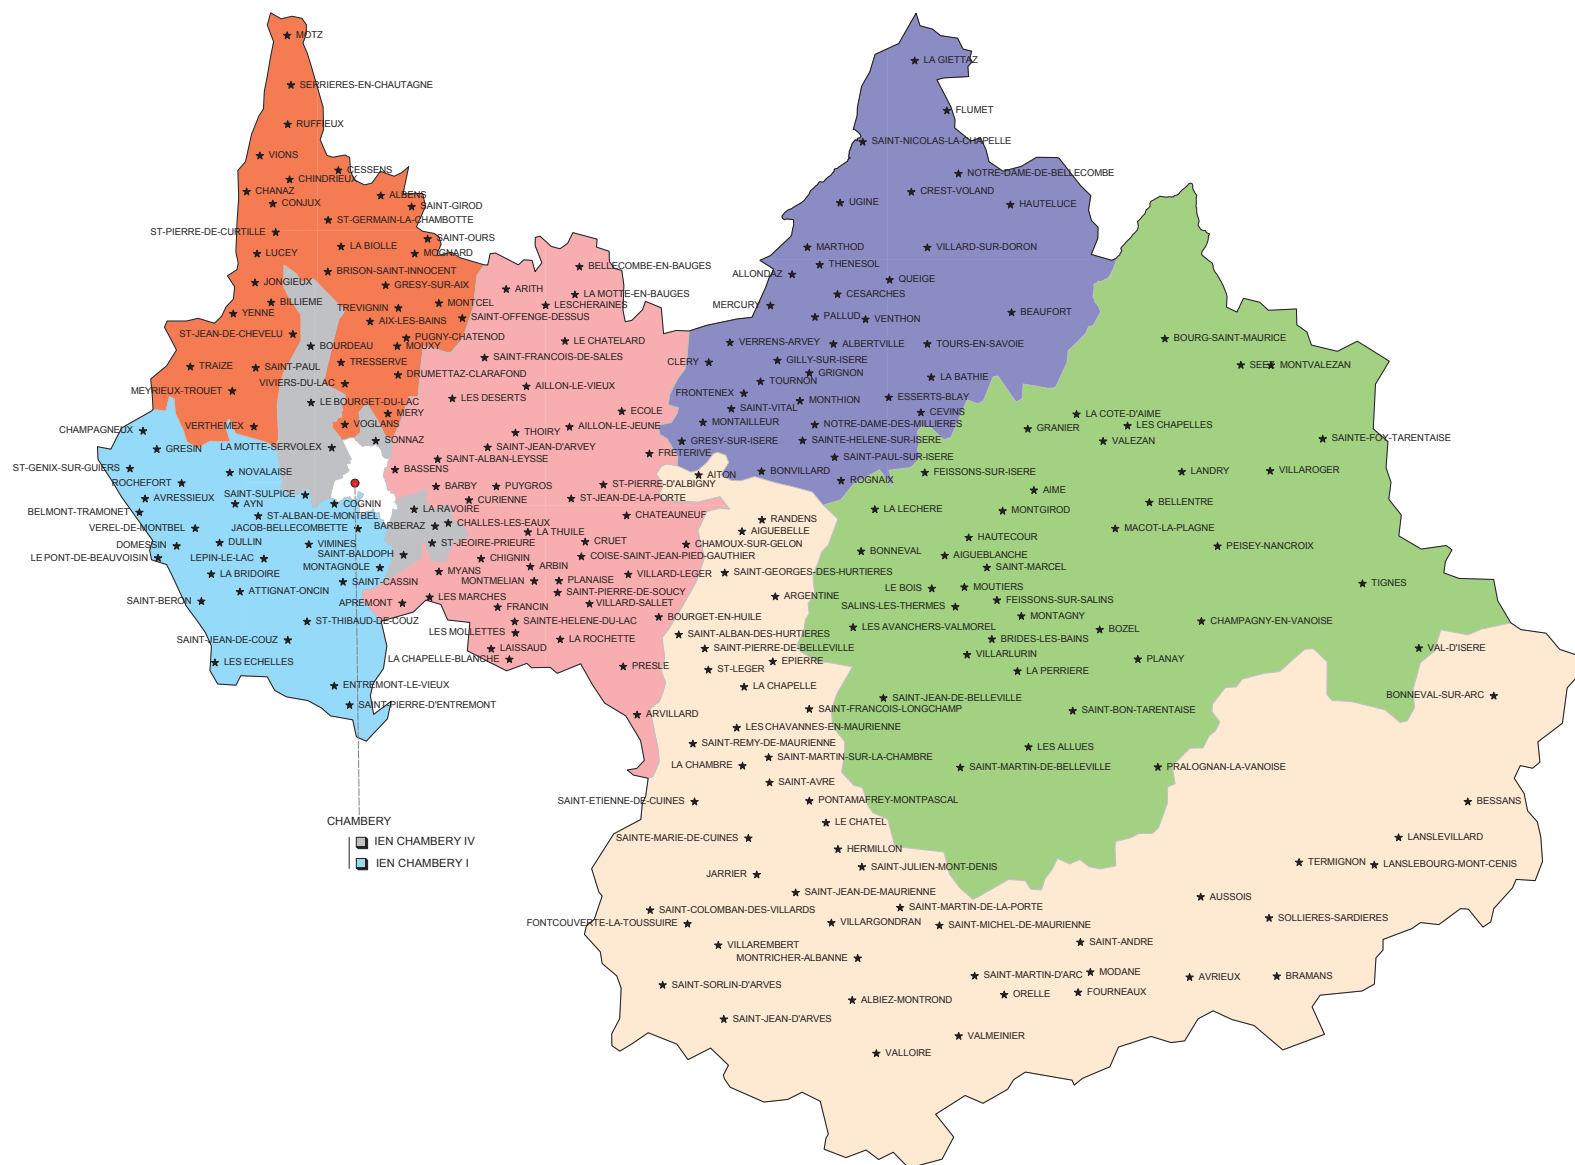 MOTZ
SERRIERES-EN-CHAUTAGNE
RUFFIEUX
VIONS
CESSENS
CHINDRIEUX
CHANAZ
ALBENS
CONJUX
SAINT-GIROD
ST-GERMAIN-LA-CHAMBOTTE
ST-PIERRE-DE-CURTILLE
SAINT-OURS
LA BIOLLE
LUCEY
MOGNARD
BRISON-SAINT-INNOCENT
JONGIEUX
GRESY-SUR-AIX
BILLIEME
TREVIGNIN
MONTCEL
YENNE
AIX-LES-BAINS
SAINT-OFFENGE-DESSUS
ST-JEAN-DE-CHEVELU
PUGNY-CHATENOD
BOURDEAU
MOUXY
TRAIZE
SAINT-PAUL
TRESSERVE
DRUMETTAZ-CLARAFOND
VIVIERS-DU-LAC
MEYRIEUX-TROUET
LE BOURGET-DU-LAC
MERY
VERTHEMEX
VOGLANS
CHAMPAGNEUX
LA MOTTE-SERVOLEX
SONNAZ
GRESIN
ST-GENIX-SUR-GUIERS
NOVALAISE
BASSENS
ROCHEFORT
SAINT-SULPICE
AVRESSIEUX
AYN
COGNIN
BELMONT-TRAMONET
ST-ALBAN-DE-MONTBEL
LA RAVOIRE
VEREL-DE-MONTBEL
JACOB-BELLECOMBETTE
BARBERAZ
CHALLES-LES-EAUX
DOMESSIN
DULLIN
VIMINES
ST-JEOIRE-PRIEURE
LE PONT-DE-BEAUVOISIN
LEPIN-LE-LAC
SAINT-BALDOPH
LA BRIDOIRE
MONTAGNOLE
SAINT-CASSIN
ATTIGNAT-ONCIN
SAINT-BERON
APREMONT
ST-THIBAUD-DE-COUZ
SAINT-JEAN-DE-COUZ
LES ECHELLES
ENTREMONT-LE-VIEUX
SAINT-PIERRE-D'ENTREMONT
BELLECOMBE-EN-BAUGES
ARITH
LA MOTTE-EN-BAUGES
LESCHERAINES
LE CHATELARD
SAINT-FRANCOIS-DE-SALES
AILLON-LE-VIEUX
LES DESERTS
ECOLE
THOIRY
AILLON-LE-JEUNE
SAINT-JEAN-D'ARVEY
SAINT-ALBAN-LEYSSE
FRETERIVE
BARBY
PUYGROS
ST-PIERRE-D'ALBIGNY
CURIENNE
ST-JEAN-DE-LA-PORTE
CHATEAUNEUF
LA THUILE
CRUET
CHAMOUX-SUR-GELON
CHIGNIN
COISE-SAINT-JEAN-PIED-GAUTHIER
ARBIN
MYANS
MONTMELIAN
PLANAISE
VILLARD-LEGER
SAINT-PIERRE-DE-SOUCY
LES MARCHES
FRANCIN
VILLARD-SALLET
SAINTE-HELENE-DU-LAC
BOURGET-EN-HUILE
LES MOLLETTES
LA ROCHETTE
LAISSAUD
LA CHAPELLE-BLANCHE
PRESLE
ARVILLARD
LA GIETTAZ
FLUMET
SAINT-NICOLAS-LA-CHAPELLE
NOTRE-DAME-DE-BELLECOMBE
CREST-VOLAND
UGINE
HAUTELUCE
MARTHOD
VILLARD-SUR-DORON
THENESOL
ALLONDAZ
QUEIGE
CESARCHES
MERCURY
PALLUD
VENTHON
BEAUFORT
VERRENS-ARVEY
ALBERTVILLE
TOURS-EN-SAVOIE
CLERY
GILLY-SUR-ISERE
GRIGNON
TOURNON
LA BATHIE
FRONTENEX
MONTHION
ESSERTS-BLAY
SAINT-VITAL
CEVINS
MONTAILLEUR
NOTRE-DAME-DES-MILLIERES
GRESY-SUR-ISERE
SAINTE-HELENE-SUR-ISERE
SAINT-PAUL-SUR-ISERE
BONVILLARD
ROGNAIX
BOURG-SAINT-MAURICE
SEEZ
MONTVALEZAN
LA COTE-D'AIME
GRANIER
LES CHAPELLES
VALEZAN
SAINTE-FOY-TARENTAISE
FEISSONS-SUR-ISERE
LANDRY
VILLAROGER
AIME
BELLENTRE
LA LECHERE
MONTGIROD
MACOT-LA-PLAGNE
HAUTECOUR
PEISEY-NANCROIX
BONNEVAL
AIGUEBLANCHE
SAINT-MARCEL
TIGNES
LE BOIS
MOUTIERS
FEISSONS-SUR-SALINS
SALINS-LES-THERMES
MONTAGNY
CHAMPAGNY-EN-VANOISE
LES AVANCHERS-VALMOREL
BOZEL
BRIDES-LES-BAINS
VILLARLURIN
VAL-D'ISERE
PLANAY
LA PERRIERE
SAINT-JEAN-DE-BELLEVILLE
SAINT-BON-TARENTAISE
LES ALLUES
SAINT-MARTIN-DE-BELLEVILLE
PRALOGNAN-LA-VANOISE
AITON
RANDENS
AIGUEBELLE
SAINT-GEORGES-DES-HURTIERES
ARGENTINE
SAINT-ALBAN-DES-HURTIERES
SAINT-PIERRE-DE-BELLEVILLE
EPIERRE
ST-LEGER
LA CHAPELLE
SAINT-FRANCOIS-LONGCHAMP
LES CHAVANNES-EN-MAURIENNE
SAINT-REMY-DE-MAURIENNE
SAINT-MARTIN-SUR-LA-CHAMBRE
LA CHAMBRE
SAINT-AVRE
SAINT-ETIENNE-DE-CUINES
PONTAMAFREY-MONTPASCAL
LE CHATEL
SAINTE-MARIE-DE-CUINES
HERMILLON
SAINT-JULIEN-MONT-DENIS
JARRIER
SAINT-JEAN-DE-MAURIENNE
SAINT-COLOMBAN-DES-VILLARDS
SAINT-MARTIN-DE-LA-PORTE
FONTCOUVERTE-LA-TOUSSUIRE
VILLARGONDRAN
SAINT-MICHEL-DE-MAURIENNE
VILLAREMBERT
MONTRICHER-ALBANNE
SAINT-ANDRE
SAINT-SORLIN-D'ARVES
SAINT-MARTIN-D'ARC
MODANE
ALBIEZ-MONTROND
ORELLE
FOURNEAUX
SAINT-JEAN-D'ARVES
VALMEINIER
VALLOIRE
BONNEVAL-SUR-ARC
BESSANS
LANSLEVILLARD
TERMIGNON
LANSLEBOURG-MONT-CENIS
AUSSOIS
SOLLIERES-SARDIERES
AVRIEUX
BRAMANS
CHAMBERY
IEN CHAMBERY IV
IEN CHAMBERY I